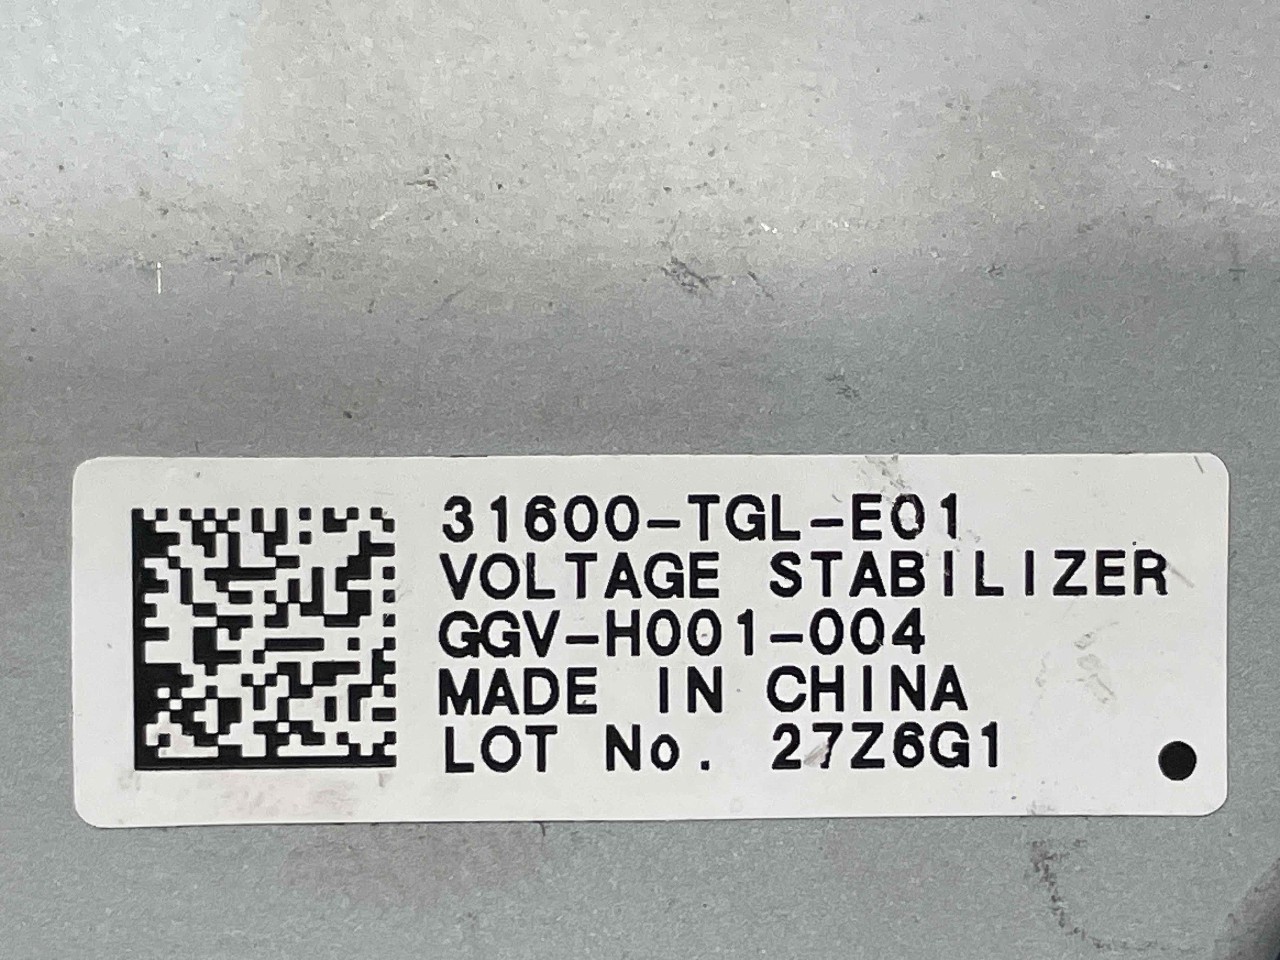 31600-TGL-E01
VOLTAGE STABILIZER
GGV-H001-004
MADE IN CHINA
LOT No. 27Z6G1